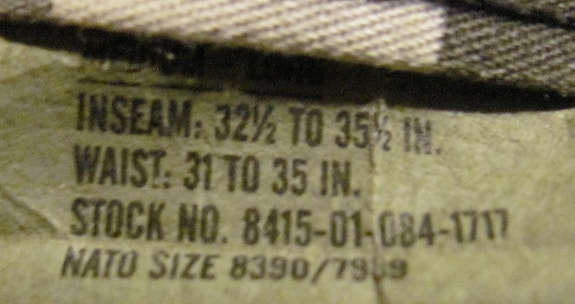 INSEAM: 32½ TO 35½ IN.
WAIST: 31 TO 35 IN.
STOCK NO. 8415-01-084-1717
NATO SIZE 8390/7989